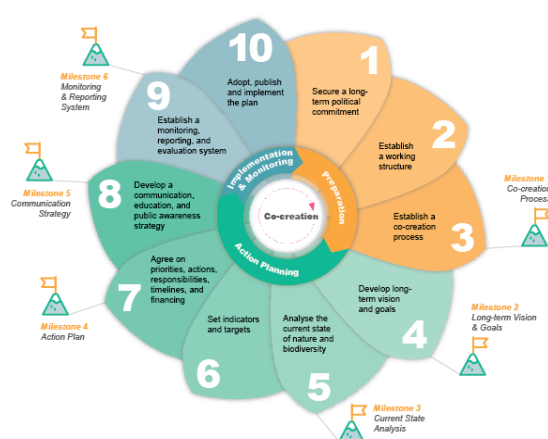 10
Adopt, publish
and implement
the plan
1
Secure a long-
term political
commitment
2
Establish
a working
structure
3
Establish a
co-creation
process
4
Develop long-
term vision
and goals
5
Analyse the
current state
of nature and
biodiversity
6
Set indicators
and targets
7
Agree on
priorities, actions,
responsibilities,
timelines, and
financing
8
Develop a
communication,
education, and
public awareness
strategy
9
Establish a
monitoring,
reporting, and
evaluation system
Implementation
& Monitoring
Preparation
Action Planning
Co-creation
Milestone
Co-creation
Process
Milestone 2
Long-term Vision
& Goals
Milestone 3
Current State
Analysis
Milestone 4
Action Plan
Milestone 5
Communication
Strategy
Milestone 6
Monitoring
& Reporting
System